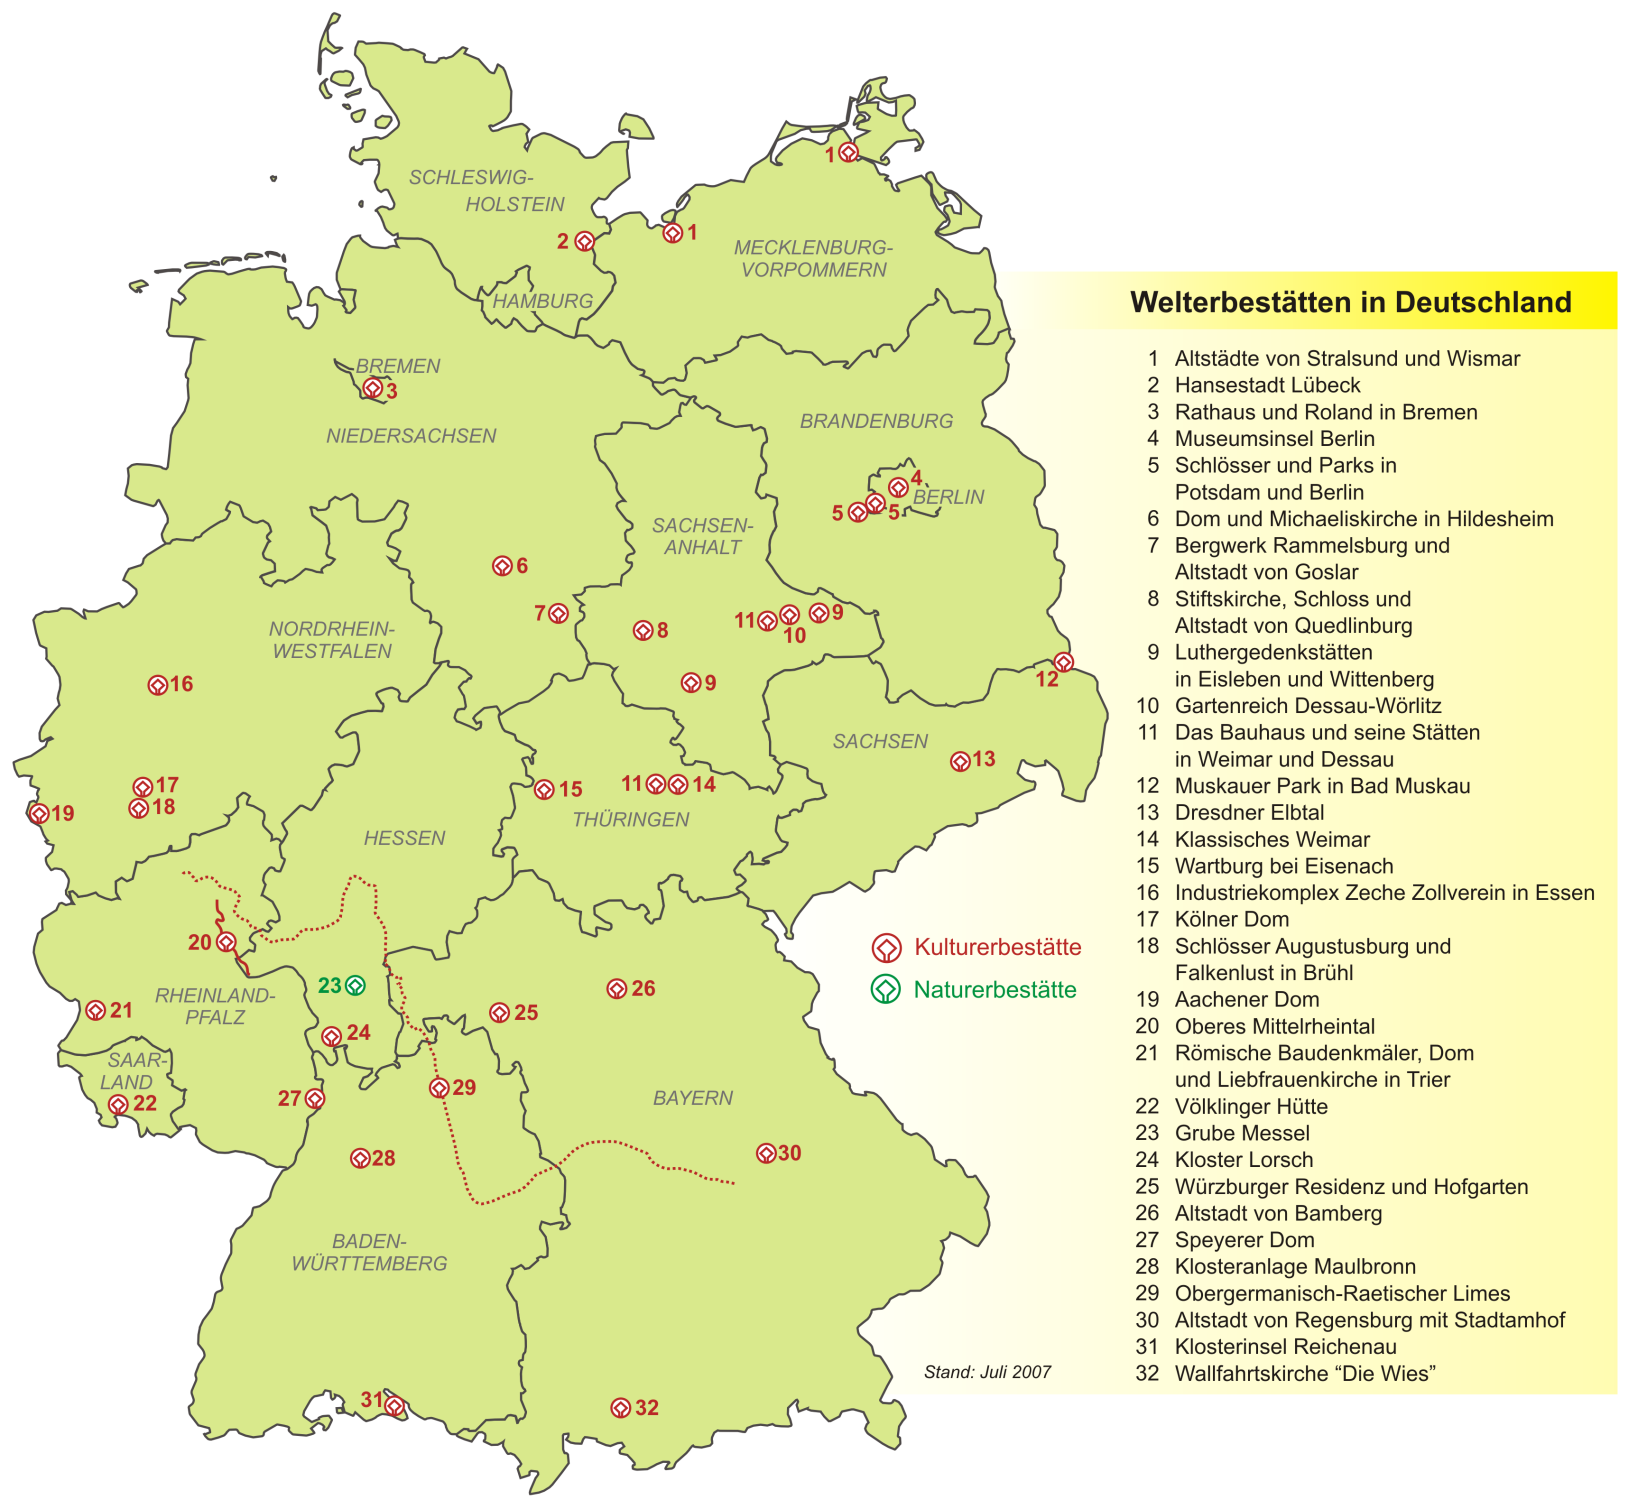 SCHLESWIG-
HOLSTEIN
1
2
1
MECKLENBURG-
VORPOMMERN
HAMBURG
BREMEN
3
NIEDERSACHSEN
BRANDENBURG
4
BERLIN
5
5
SACHSEN-
ANHALT
6
7
8
11
10
9
NORDRHEIN-
WESTFALEN
16
9
12
SACHSEN
13
17
18
19
15
11
14
THÜRINGEN
HESSEN
20
23
21
RHEINLAND-
PFALZ
24
25
26
SAAR-
LAND
22
27
29
BAYERN
28
30
BADEN-
WÜRTTEMBERG
31
32
Kulturerbestätte
Naturerbestätte
Stand: Juli 2007
Welterbestätten in Deutschland
1 Altstädte von Stralsund und Wismar
2 Hansestadt Lübeck
3 Rathaus und Roland in Bremen
4 Museumsinsel Berlin
5 Schlösser und Parks in
Potsdam und Berlin
6 Dom und Michaeliskirche in Hildesheim
7 Bergwerk Rammelsburg und
Altstadt von Goslar
8 Stiftskirche, Schloss und
Altstadt von Quedlinburg
9 Luthergedenkstätten
in Eisleben und Wittenberg
10 Gartenreich Dessau-Wörlitz
11 Das Bauhaus und seine Stätten
in Weimar und Dessau
12 Muskauer Park in Bad Muskau
13 Dresdner Elbtal
14 Klassisches Weimar
15 Wartburg bei Eisenach
16 Industriekomplex Zeche Zollverein in Essen
17 Kölner Dom
18 Schlösser Augustusburg und
Falkenlust in Brühl
19 Aachener Dom
20 Oberes Mittelrheintal
21 Römische Baudenkmäler, Dom
und Liebfrauenkirche in Trier
22 Völklinger Hütte
23 Grube Messel
24 Kloster Lorsch
25 Würzburger Residenz und Hofgarten
26 Altstadt von Bamberg
27 Speyerer Dom
28 Klosteranlage Maulbronn
29 Obergermanisch-Raetischer Limes
30 Altstadt von Regensburg mit Stadtamhof
31 Klosterinsel Reichenau
32 Wallfahrtskirche “Die Wies”